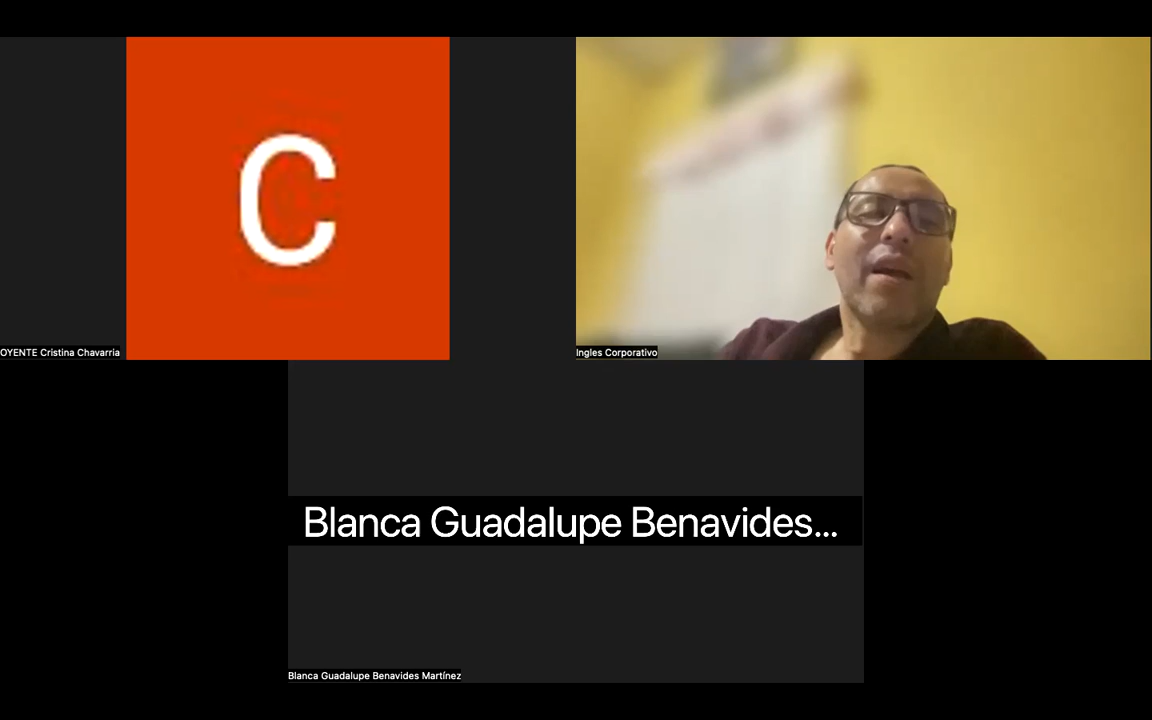 C
OYENTE Cristina Chavarria
Ingles Corporativo
Blanca Guadalupe Benavides...
Blanca Guadalupe Benavides Martínez